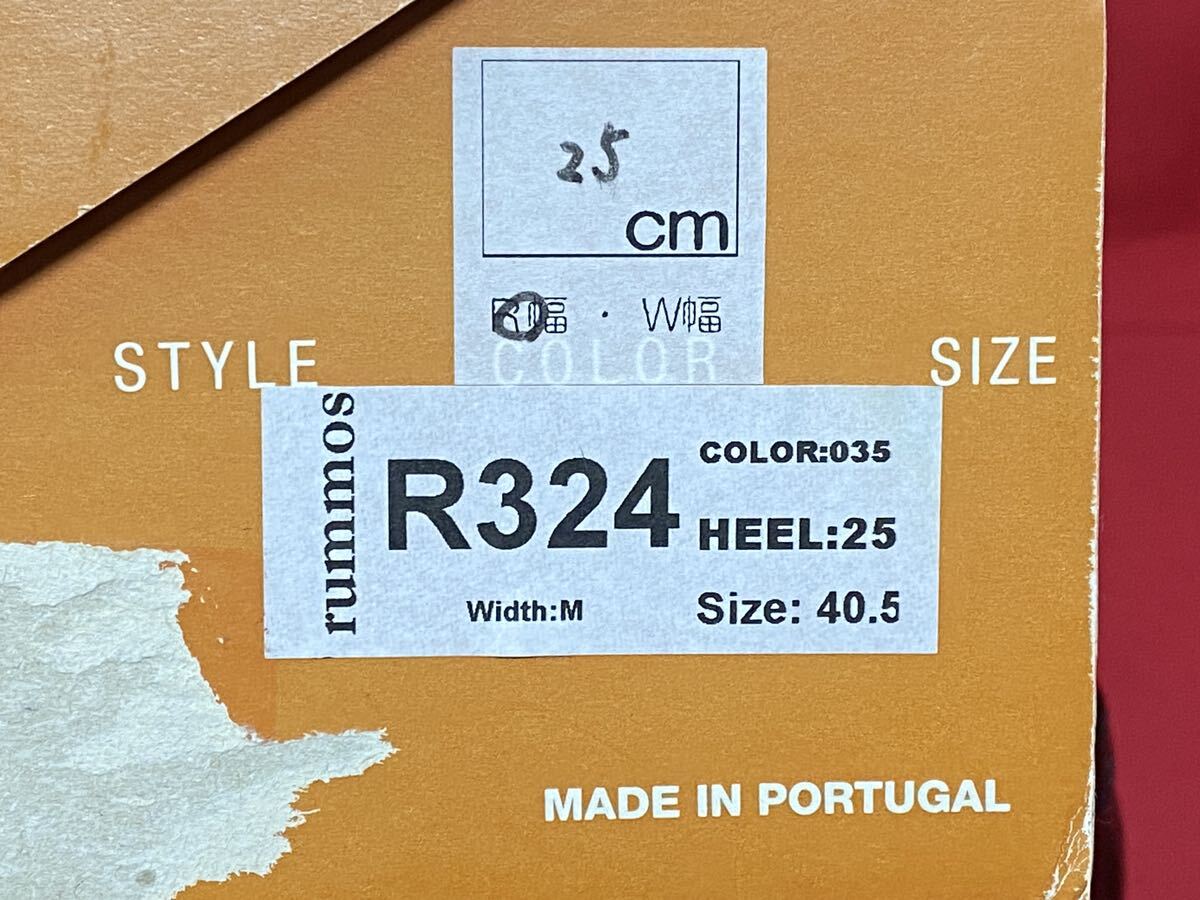 25
cm
R幅 ・ W幅
STYLE COLOR SIZE
rummos
R324
COLOR:035
HEEL:25
Width:M
Size: 40.5
MADE IN PORTUGAL